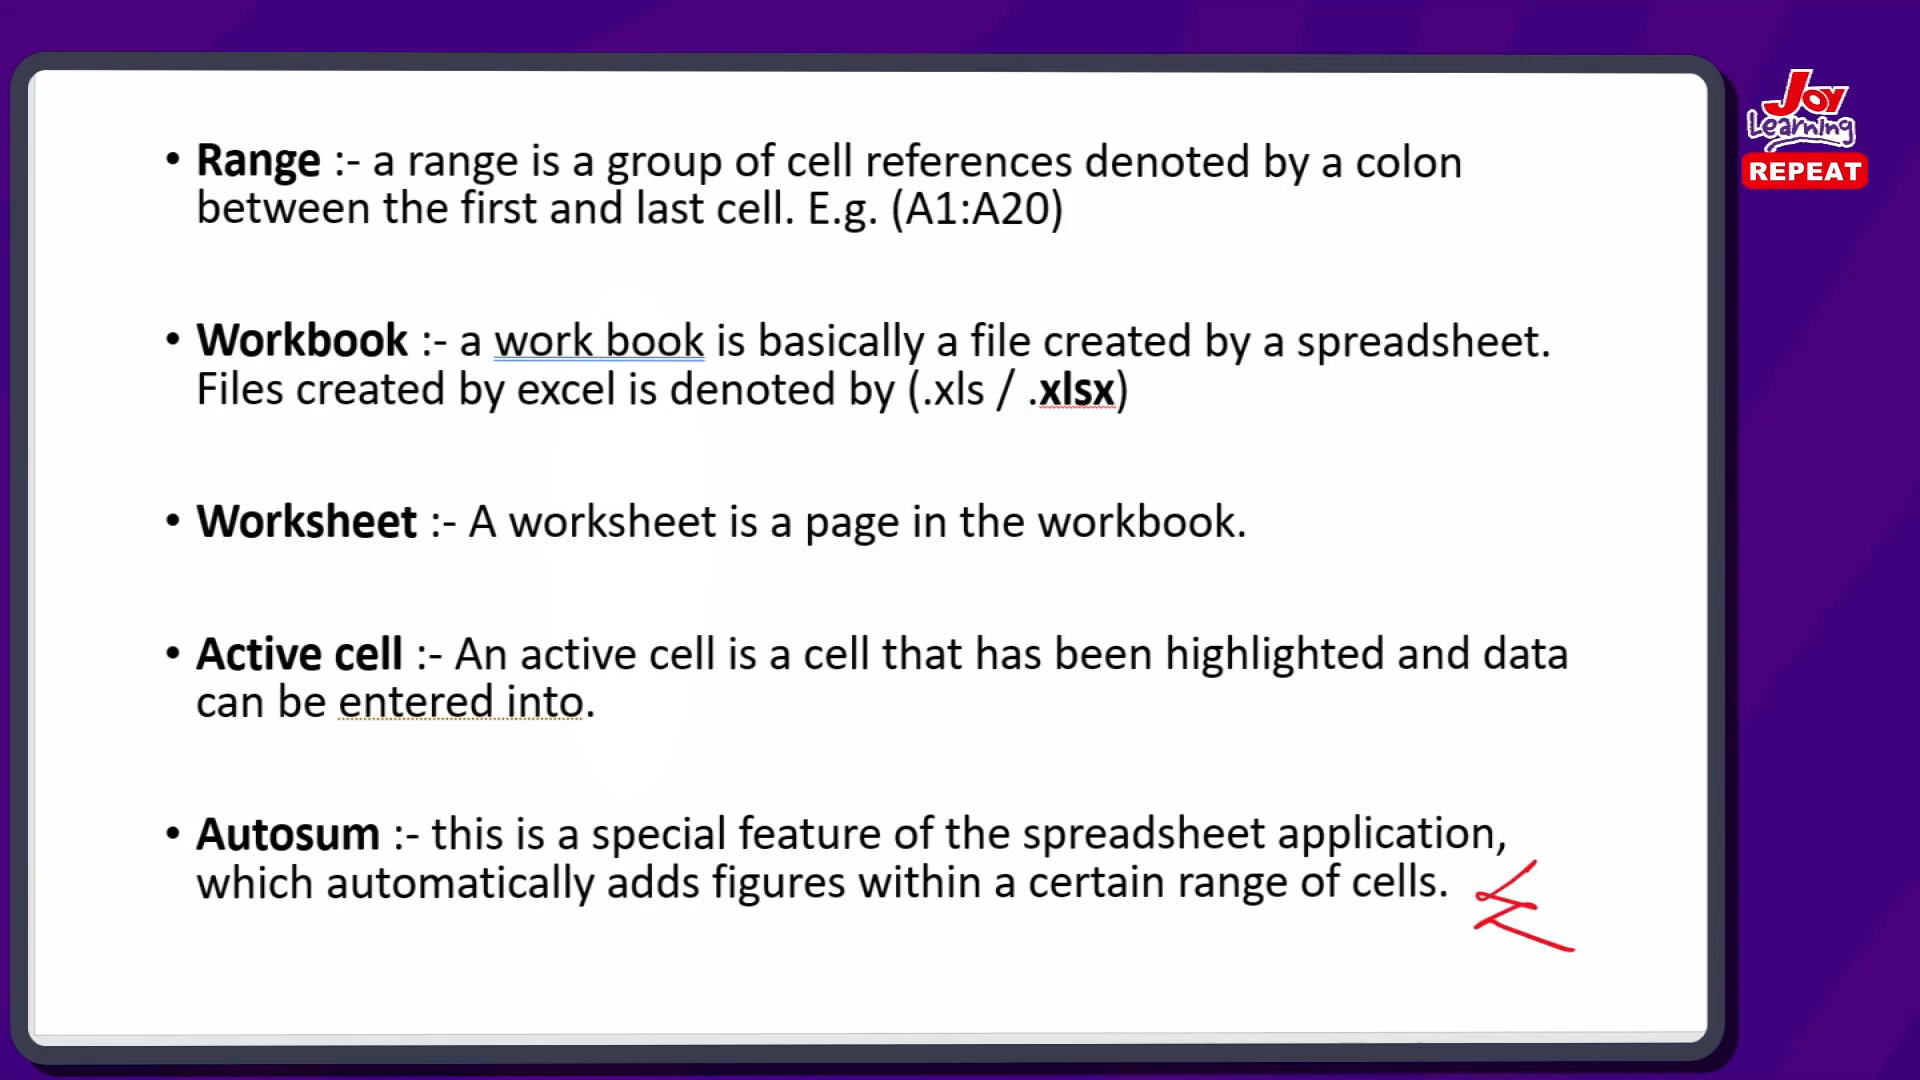 Joy
Learning
REPEAT
• Range :- a range is a group of cell references denoted by a colon
between the first and last cell. E.g. (A1:A20)
• Workbook :- a work book is basically a file created by a spreadsheet.
Files created by excel is denoted by (.xls / .xlsx)
• Worksheet :- A worksheet is a page in the workbook.
• Active cell :- An active cell is a cell that has been highlighted and data
can be entered into.
• Autosum :- this is a special feature of the spreadsheet application,
which automatically adds figures within a certain range of cells.